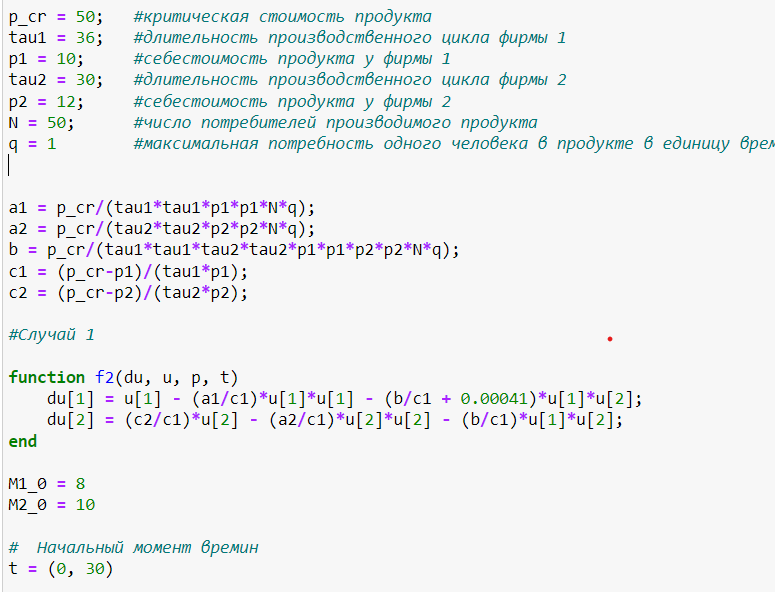 p_cr = 50;   #критическая стоимость продукта
tau1 = 36;   #длительность производственного цикла фирмы 1
p1 = 10;     #себестоимость продукта у фирмы 1
tau2 = 30;   #длительность производственного цикла фирмы 2
p2 = 12;     #себестоимость продукта у фирмы 2
N = 50;      #число потребителей производимого продукта
q = 1        #максимальная потребность одного человека в продукте в единицу врем
a1 = p_cr/(tau1*tau1*p1*p1*N*q);
a2 = p_cr/(tau2*tau2*p2*p2*N*q);
b = p_cr/(tau1*tau1*tau2*tau2*p1*p1*p2*p2*N*q);
c1 = (p_cr-p1)/(tau1*p1);
c2 = (p_cr-p2)/(tau2*p2);
#Случай 1
function f2(du, u, p, t)
    du[1] = u[1] - (a1/c1)*u[1]*u[1] - (b/c1 + 0.00041)*u[1]*u[2];
    du[2] = (c2/c1)*u[2] - (a2/c1)*u[2]*u[2] - (b/c1)*u[1]*u[2];
end
M1_0 = 8
M2_0 = 10
#  Начальный момент времин
t = (0, 30)